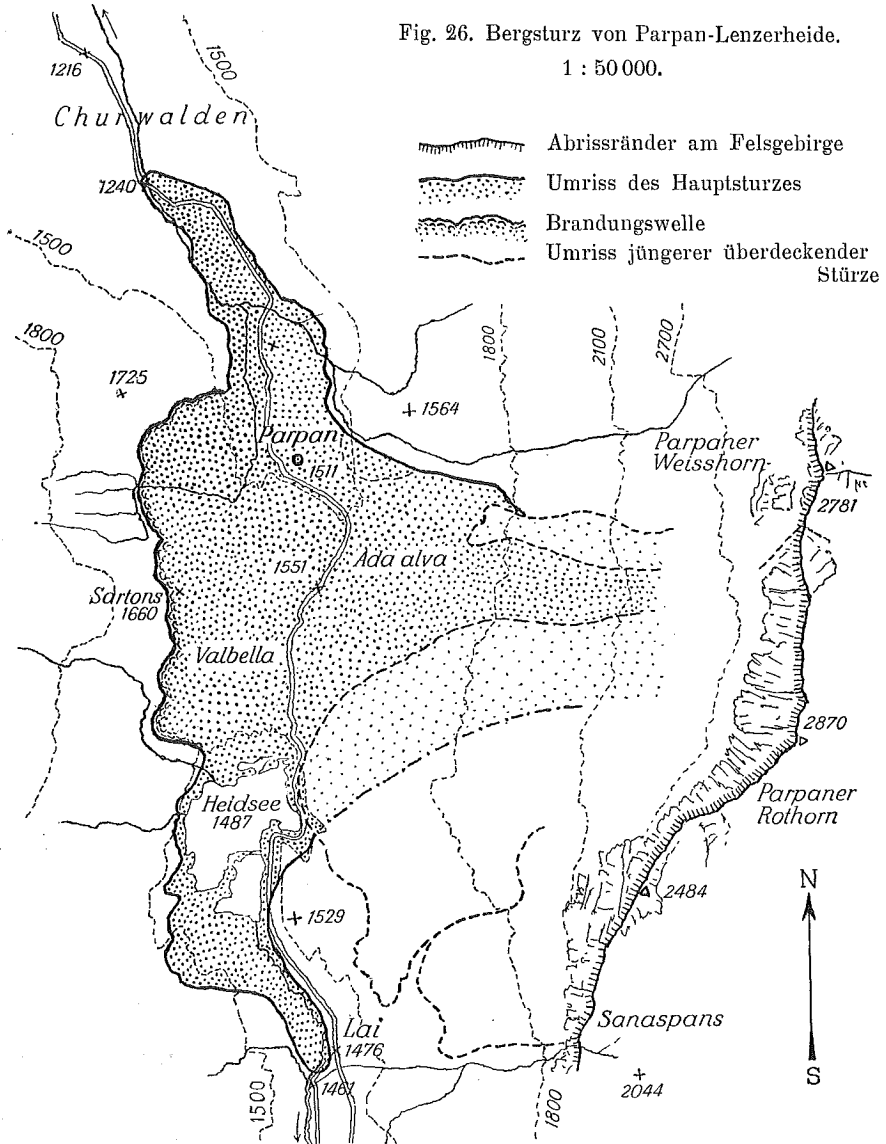 Fig. 26. Bergsturz von Parpan-Lenzerheide.
1 : 50 000.
Abrissränder am Felsgebirge
Umriss des Hauptsturzes
Brandungswelle
Umriss jüngerer überdeckender
Stürze
1216
1500
Churwalden
1240
1500
1800
1725
1564
1800
2100
2700
Parpan
1511
Parpaner
Weisshorn
2781
1551
Ada alva
Sartons
1660
Valbella
2870
Heidsee
1487
Parpaner
Rothorn
2484
1529
N
Lai
1476
Sanaspans
1461
1500
1800
2044
S